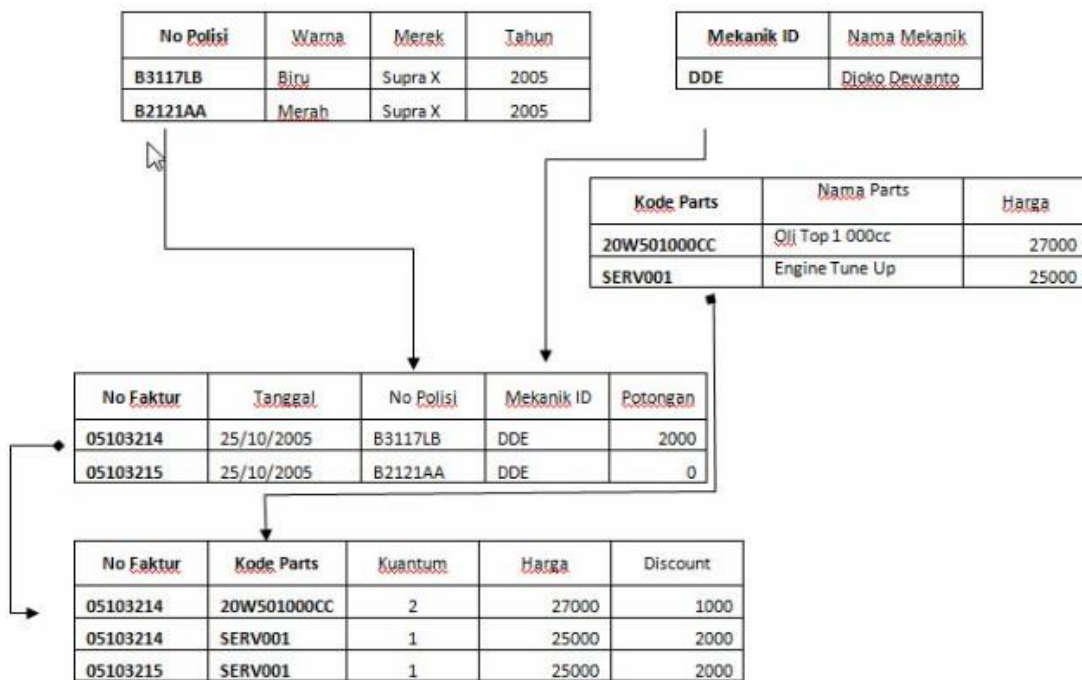 No Polisi Warna Merek Tahun
B3117LB Biru Supra X 2005
B2121AA Merah Supra X 2005
Mekanik ID Nama Mekanik
DDE Djoko Dewanto
Kode Parts Nama Parts Harga
20W501000CC Oli Top 1 000cc 27000
SERV001 Engine Tune Up 25000
No Faktur Tanggal No Polisi Mekanik ID Potongan
05103214 25/10/2005 B3117LB DDE 2000
05103215 25/10/2005 B2121AA DDE 0
No Faktur Kode Parts Kuantum Harga Discount
05103214 20W501000CC 2 27000 1000
05103214 SERV001 1 25000 2000
05103215 SERV001 1 25000 2000